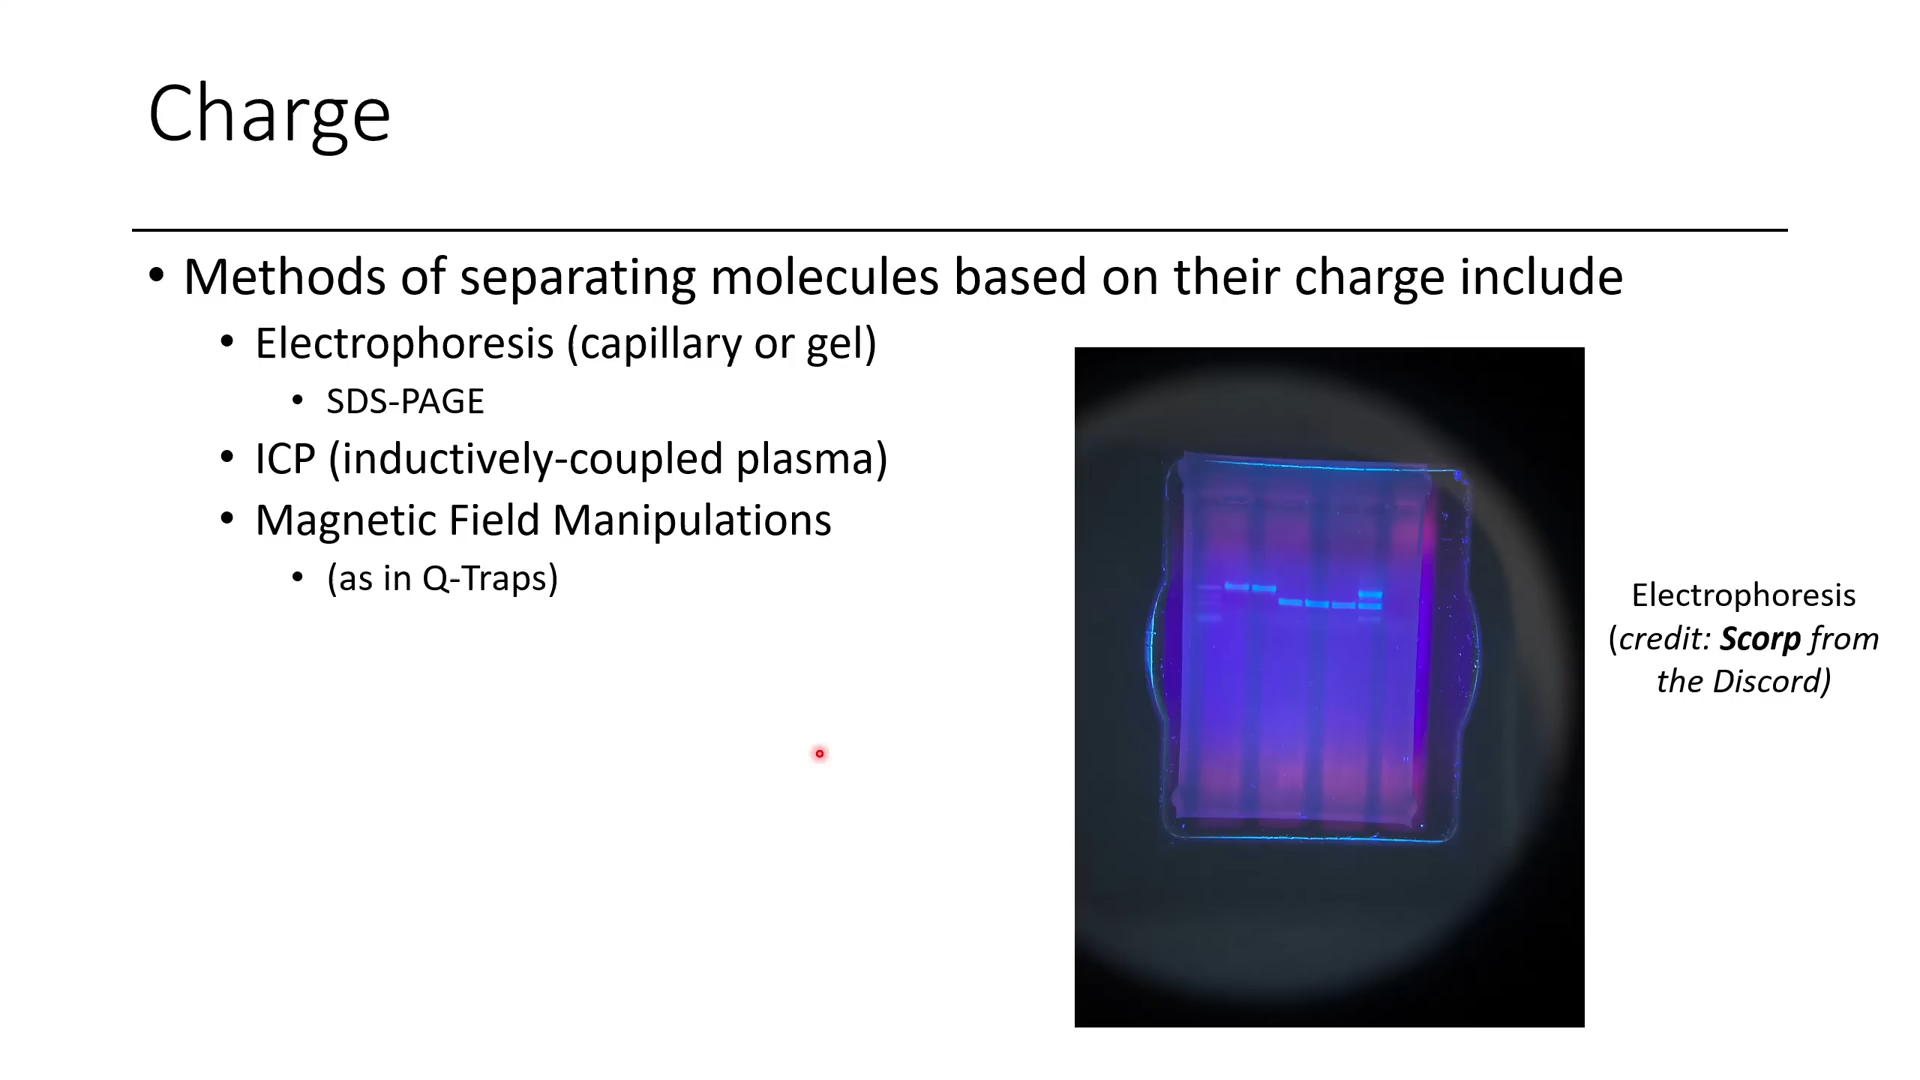 Charge
• Methods of separating molecules based on their charge include
• Electrophoresis (capillary or gel)
• SDS-PAGE
• ICP (inductively-coupled plasma)
• Magnetic Field Manipulations
• (as in Q-Traps)
Electrophoresis
(credit: Scorp from
the Discord)